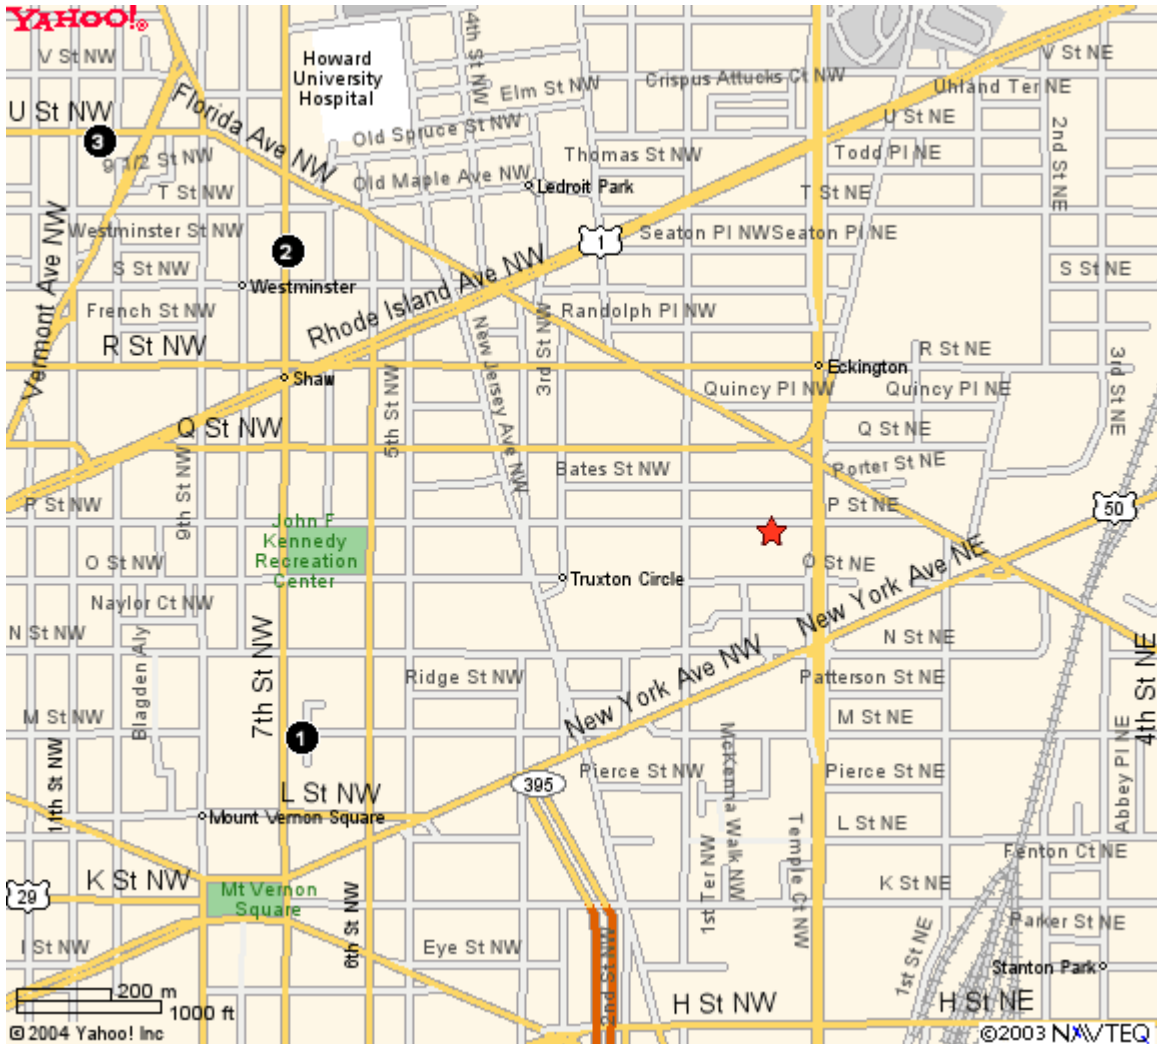 YAHOO!®
V St NW
Howard
University
Hospital
4th St NW
Elm St NW
Crispus Attucks Ct NW
V St NE
Uhland Ter NE
U St NW
Florida Ave NW
Old Spruce St NW
U St NE
2nd St NE
3
9 1/2 St NW
Thomas St NW
Todd Pl NE
T St NW
Old Maple Ave NW
Ledroit Park
T St NE
Westminster St NW
2
1
Seaton Pl NW
Seaton Pl NE
S St NW
Westminster
Rhode Island Ave NW
S St NE
Vermont Ave NW
French St NW
Randolph Pl NW
R St NW
New Jersey Ave NW
3rd St NW
R St NE
3rd St NE
Shaw
5th St NW
Eckington
Quincy Pl NW
Quincy Pl NE
Q St NW
Q St NE
9th St NW
Bates St NW
Porter St NE
P St NW
P St NE
50
John F
Kennedy
Recreation
Center
O St NW
O St NE
New York Ave NE
Truxton Circle
Naylor Ct NW
N St NW
Blagden Aly
7th St NW
N St NE
4th St NE
Ridge St NW
New York Ave NW
Patterson St NE
M St NW
1
M St NE
McKenna Walk NW
Abbey Pl NE
11th St NW
395
Pierce St NW
Pierce St NE
L St NW
Mount Vernon Square
L St NE
Temple Ct NW
Fenton Ct NE
29
K St NW
Mt Vernon
Square
6th St NW
1st Ter NW
K St NE
Parker St NE
I St NW
Eye St NW
2nd St NW
1st St NE
Stanton Park
200 m
1000 ft
H St NW
H St NE
© 2004 Yahoo! Inc
©2003 NAVTEQ